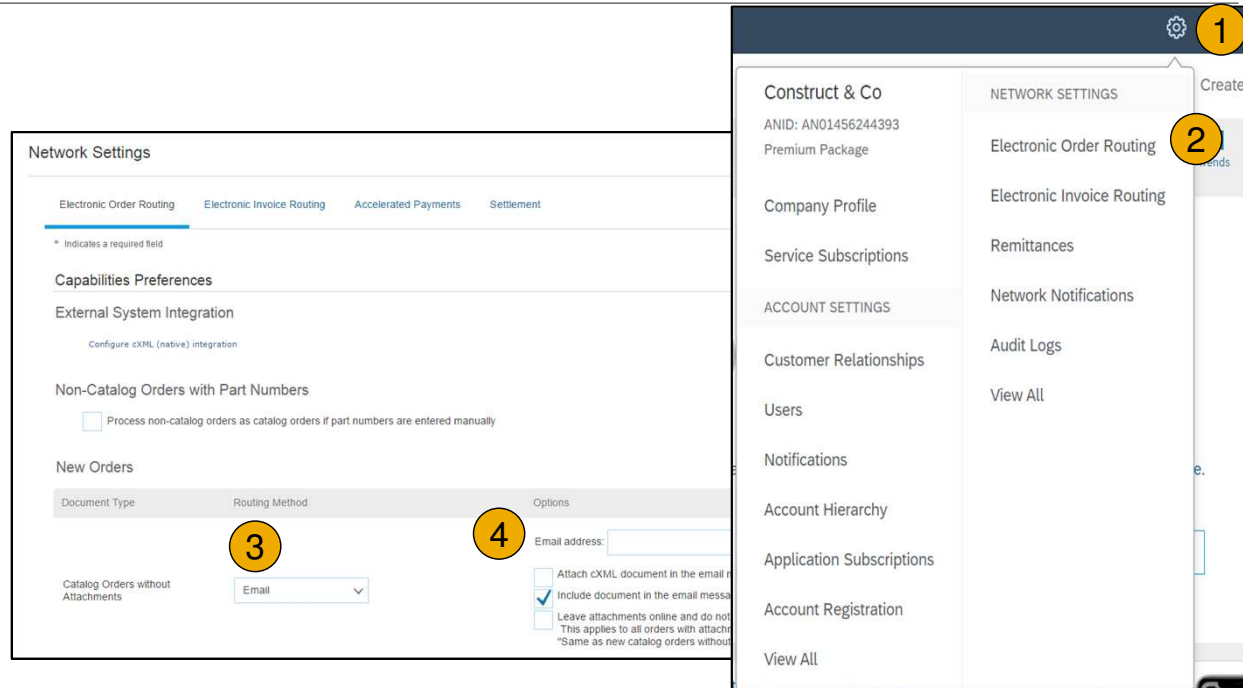 Network Settings
Electronic Order Routing
Electronic Invoice Routing
Accelerated Payments
Settlement
* Indicates a required field
Capabilities Preferences
External System Integration
Configure cXML (native) integration
Non-Catalog Orders with Part Numbers
Process non-catalog orders as catalog orders if part numbers are entered manually
New Orders
Document Type
Routing Method
Options
3
4
Email address:
Catalog Orders without
Attachments
Email
Attach cXML document in the email
Include document in the email messa
Leave attachments online and do not
This applies to all orders with attachr
"Same as new catalog orders without
1
Create
Construct & Co
ANID: AN01456244393
Premium Package
Company Profile
Service Subscriptions
ACCOUNT SETTINGS
Customer Relationships
Users
Notifications
Account Hierarchy
Application Subscriptions
Account Registration
View All
NETWORK SETTINGS
2
Electronic Order Routing
Electronic Invoice Routing
Remittances
Network Notifications
Audit Logs
View All
e.